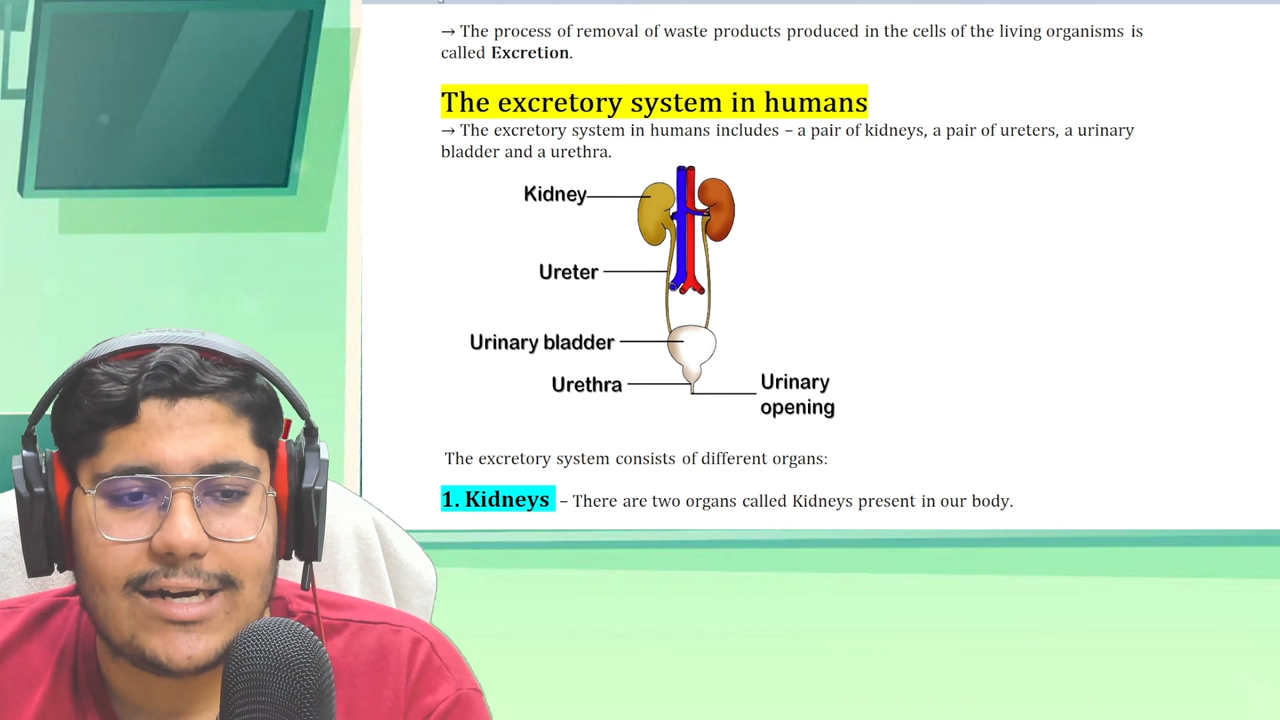 → The process of removal of waste products produced in the cells of the living organisms is
called Excretion.
The excretory system in humans
→ The excretory system in humans includes – a pair of kidneys, a pair of ureters, a urinary
bladder and a urethra.
Kidney
Ureter
Urinary bladder
Urethra
Urinary
opening
The excretory system consists of different organs:
1. Kidneys – There are two organs called Kidneys present in our body.